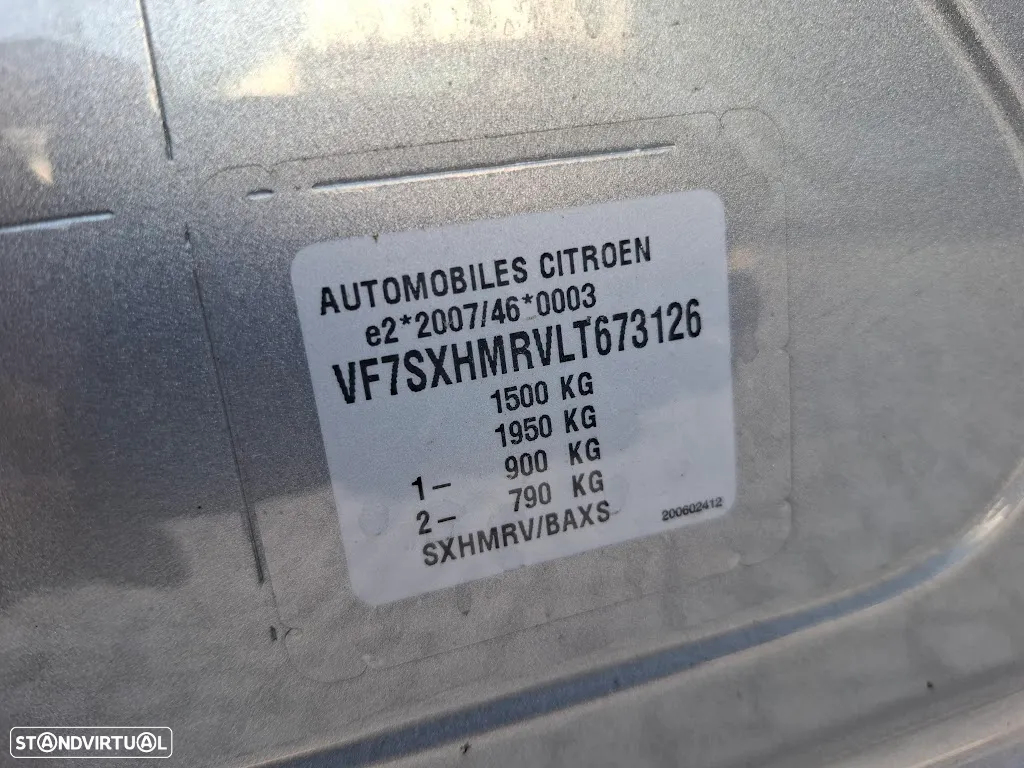 AUTOMOBILES CITROEN
e2*2007/46*0003
VF7SXHMRVLT673126
1500 KG
1950 KG
1- 900 KG
2- 790 KG
SXHMRV/BAXS 200602412
STANDVIRTUAL